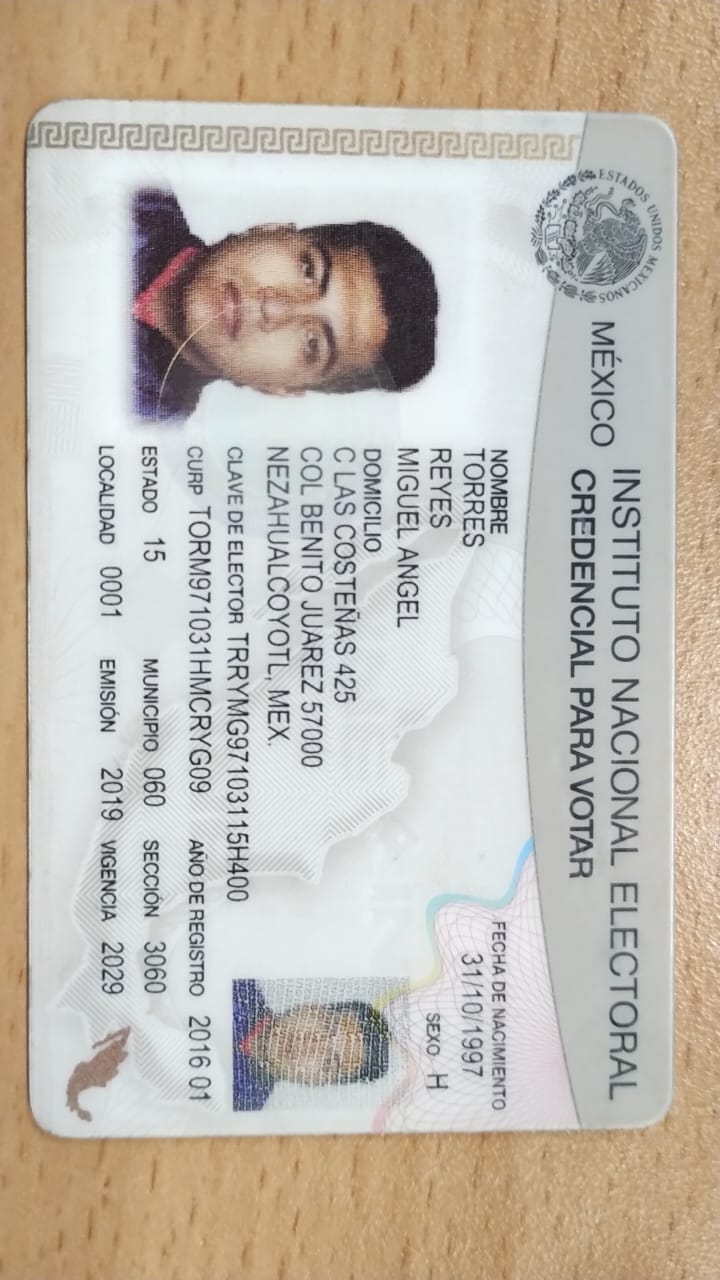 ESTADOS UNIDOS MEXICANOS
MÉXICO INSTITUTO NACIONAL ELECTORAL
CREDENCIAL PARA VOTAR
NOMBRE
TORRES
REYES
MIGUEL ANGEL
FECHA DE NACIMIENTO
31/10/1997
SEXO H
DOMICILIO
C LAS COSTEÑAS 425
COL BENITO JUAREZ 57000
NEZAHUALCOYOTL, MEX.
CLAVE DE ELECTOR TRRYMG97103115H400
CURP TORM971031HMCRYG09 AÑO DE REGISTRO 2016 01
ESTADO 15 MUNICIPIO 060 SECCIÓN 3060
LOCALIDAD 0001 EMISIÓN 2019 VIGENCIA 2029